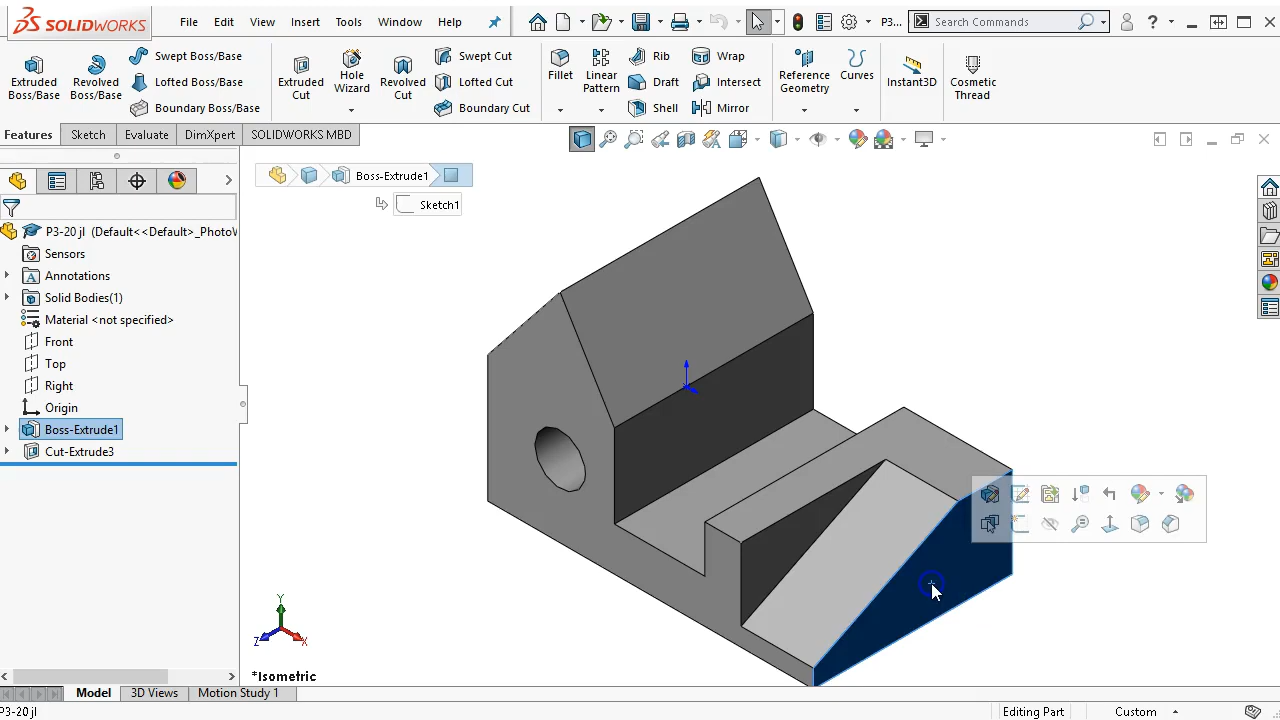 SOLIDWORKS
File Edit View Insert Tools Window Help
P3... Search Commands
Extruded Boss/Base
Revolved Boss/Base
Swept Boss/Base
Lofted Boss/Base
Boundary Boss/Base
Extruded Cut
Hole Wizard
Revolved Cut
Swept Cut
Lofted Cut
Boundary Cut
Fillet
Linear Pattern
Rib
Draft
Shell
Wrap
Intersect
Mirror
Reference Geometry
Curves
Instant3D
Cosmetic Thread
Features Sketch Evaluate DimXpert SOLIDWORKS MBD
Boss-Extrude1
Sketch1
P3-20 jl (Default<<Default>_PhotoW
Sensors
Annotations
Solid Bodies(1)
Material <not specified>
Front
Top
Right
Origin
Boss-Extrude1
Cut-Extrude3
Y
Z X
*Isometric
Model 3D Views Motion Study 1
P3-20 jl Editing Part Custom